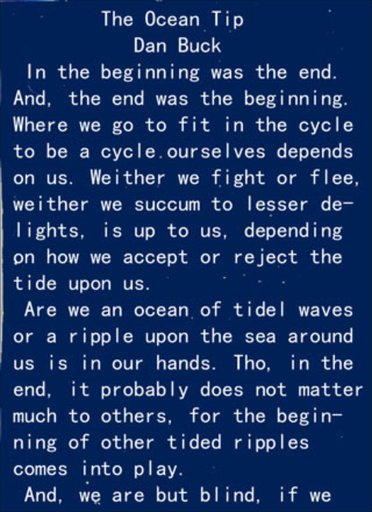 The Ocean Tip
Dan Buck
In the beginning was the end.
And, the end was the beginning.
Where we go to fit in the cycle
to be a cycle ourselves depends
on us. Weither we fight or flee,
weither we succum to lesser de-
lights, is up to us, depending
on how we accept or reject the
tide upon us.
Are we an ocean of tidel waves
or a ripple upon the sea around
us is in our hands. Tho, in the
end, it probably does not matter
much to others, for the begin-
ning of other tided ripples
comes into play.
And, we are but blind, if we